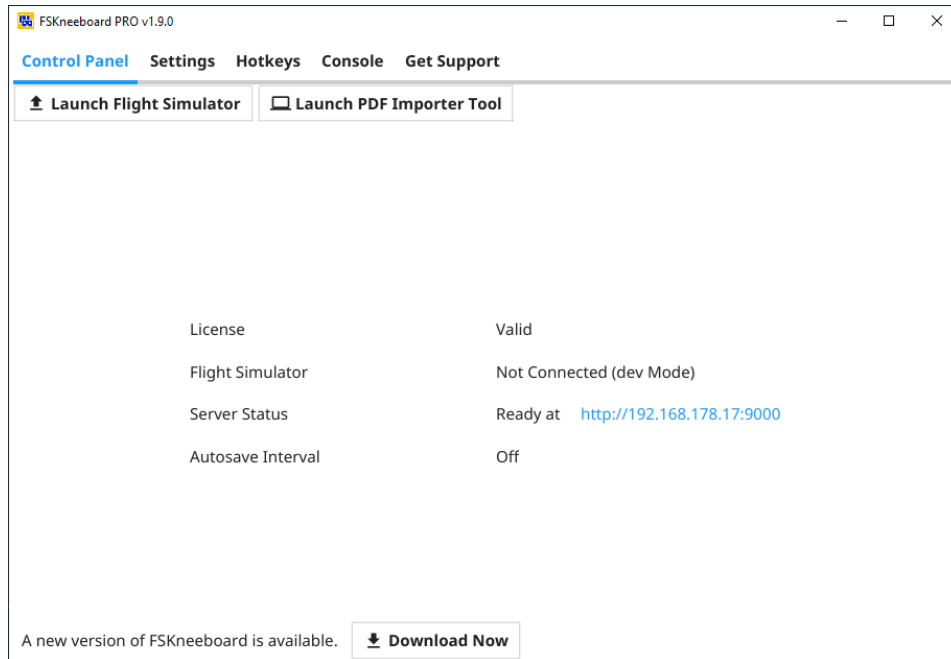 FSKneeboard PRO v1.9.0
Control Panel Settings Hotkeys Console Get Support
Launch Flight Simulator Launch PDF Importer Tool
License Valid
Flight Simulator Not Connected (dev Mode)
Server Status Ready at http://192.168.178.17:9000
Autosave Interval Off
A new version of FSKneeboard is available. Download Now